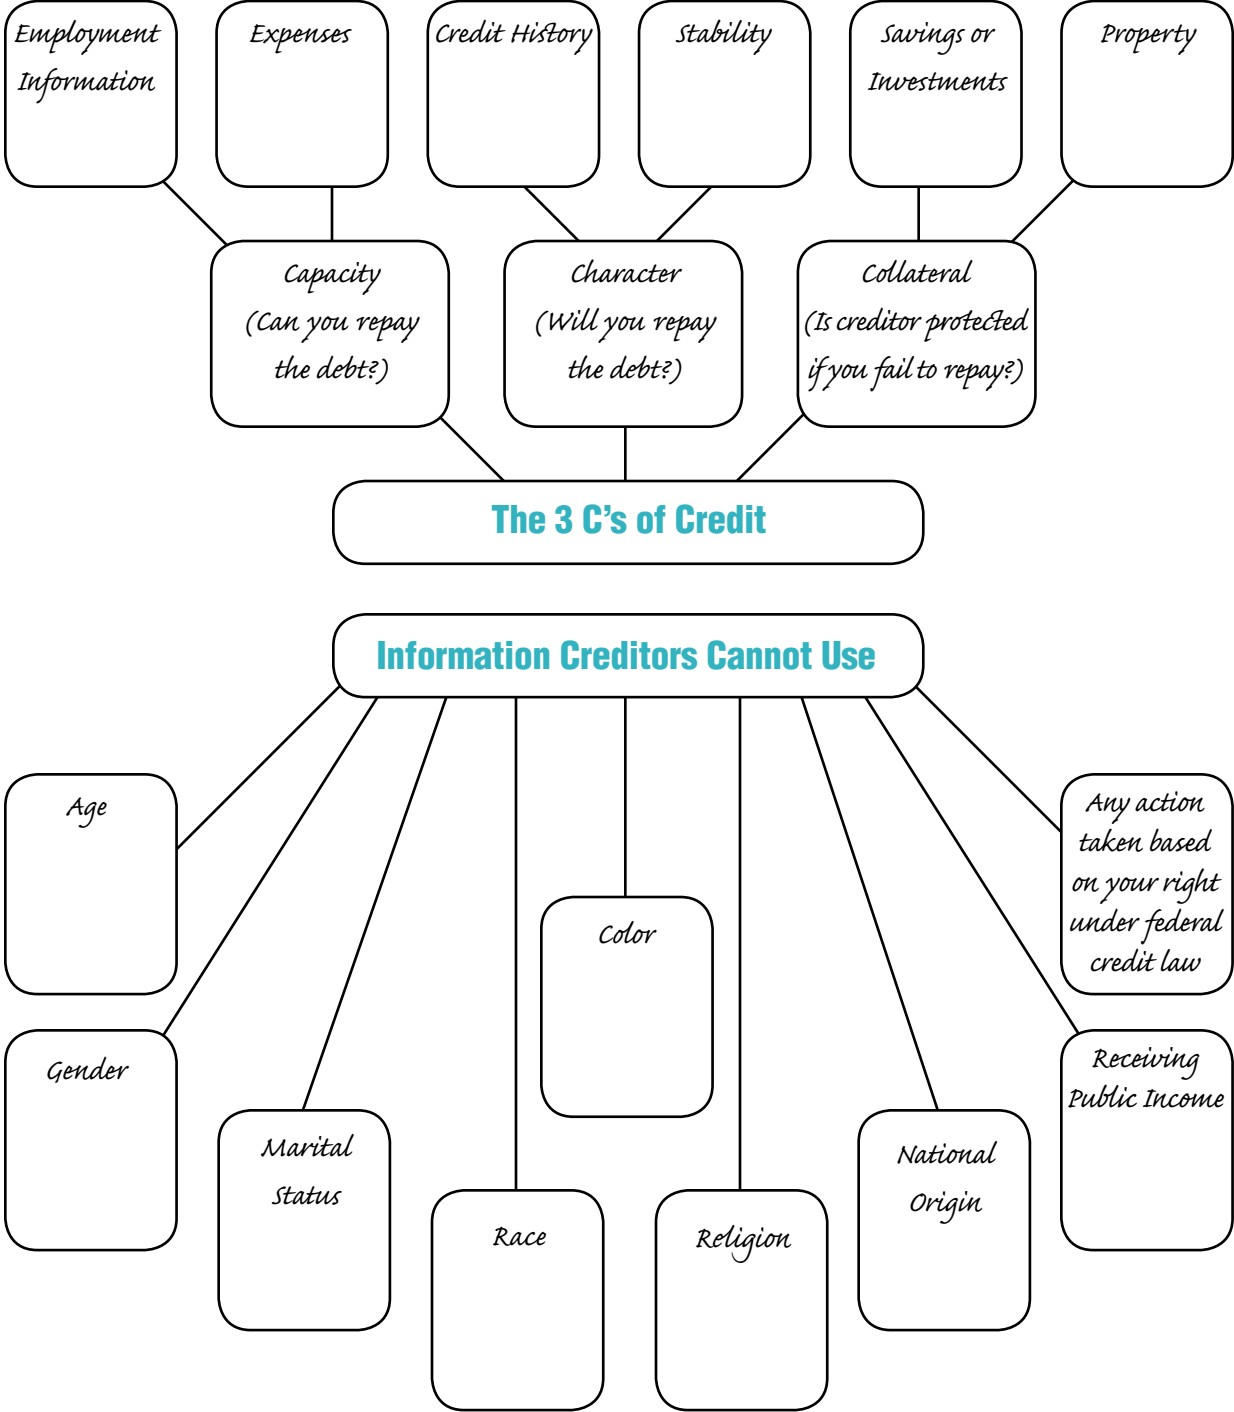 Employment
Information
Expenses
Credit History
Stability
Savings or
Investments
Property
Capacity
(Can you repay
the debt?)
Character
(Will you repay
the debt?)
Collateral
(Is creditor protected
if you fail to repay?)
The 3 C’s of Credit
Information Creditors Cannot Use
Age
Gender
Marital
Status
Race
Color
Religion
National
Origin
Receiving
Public Income
Any action
taken based
on your right
under federal
credit law